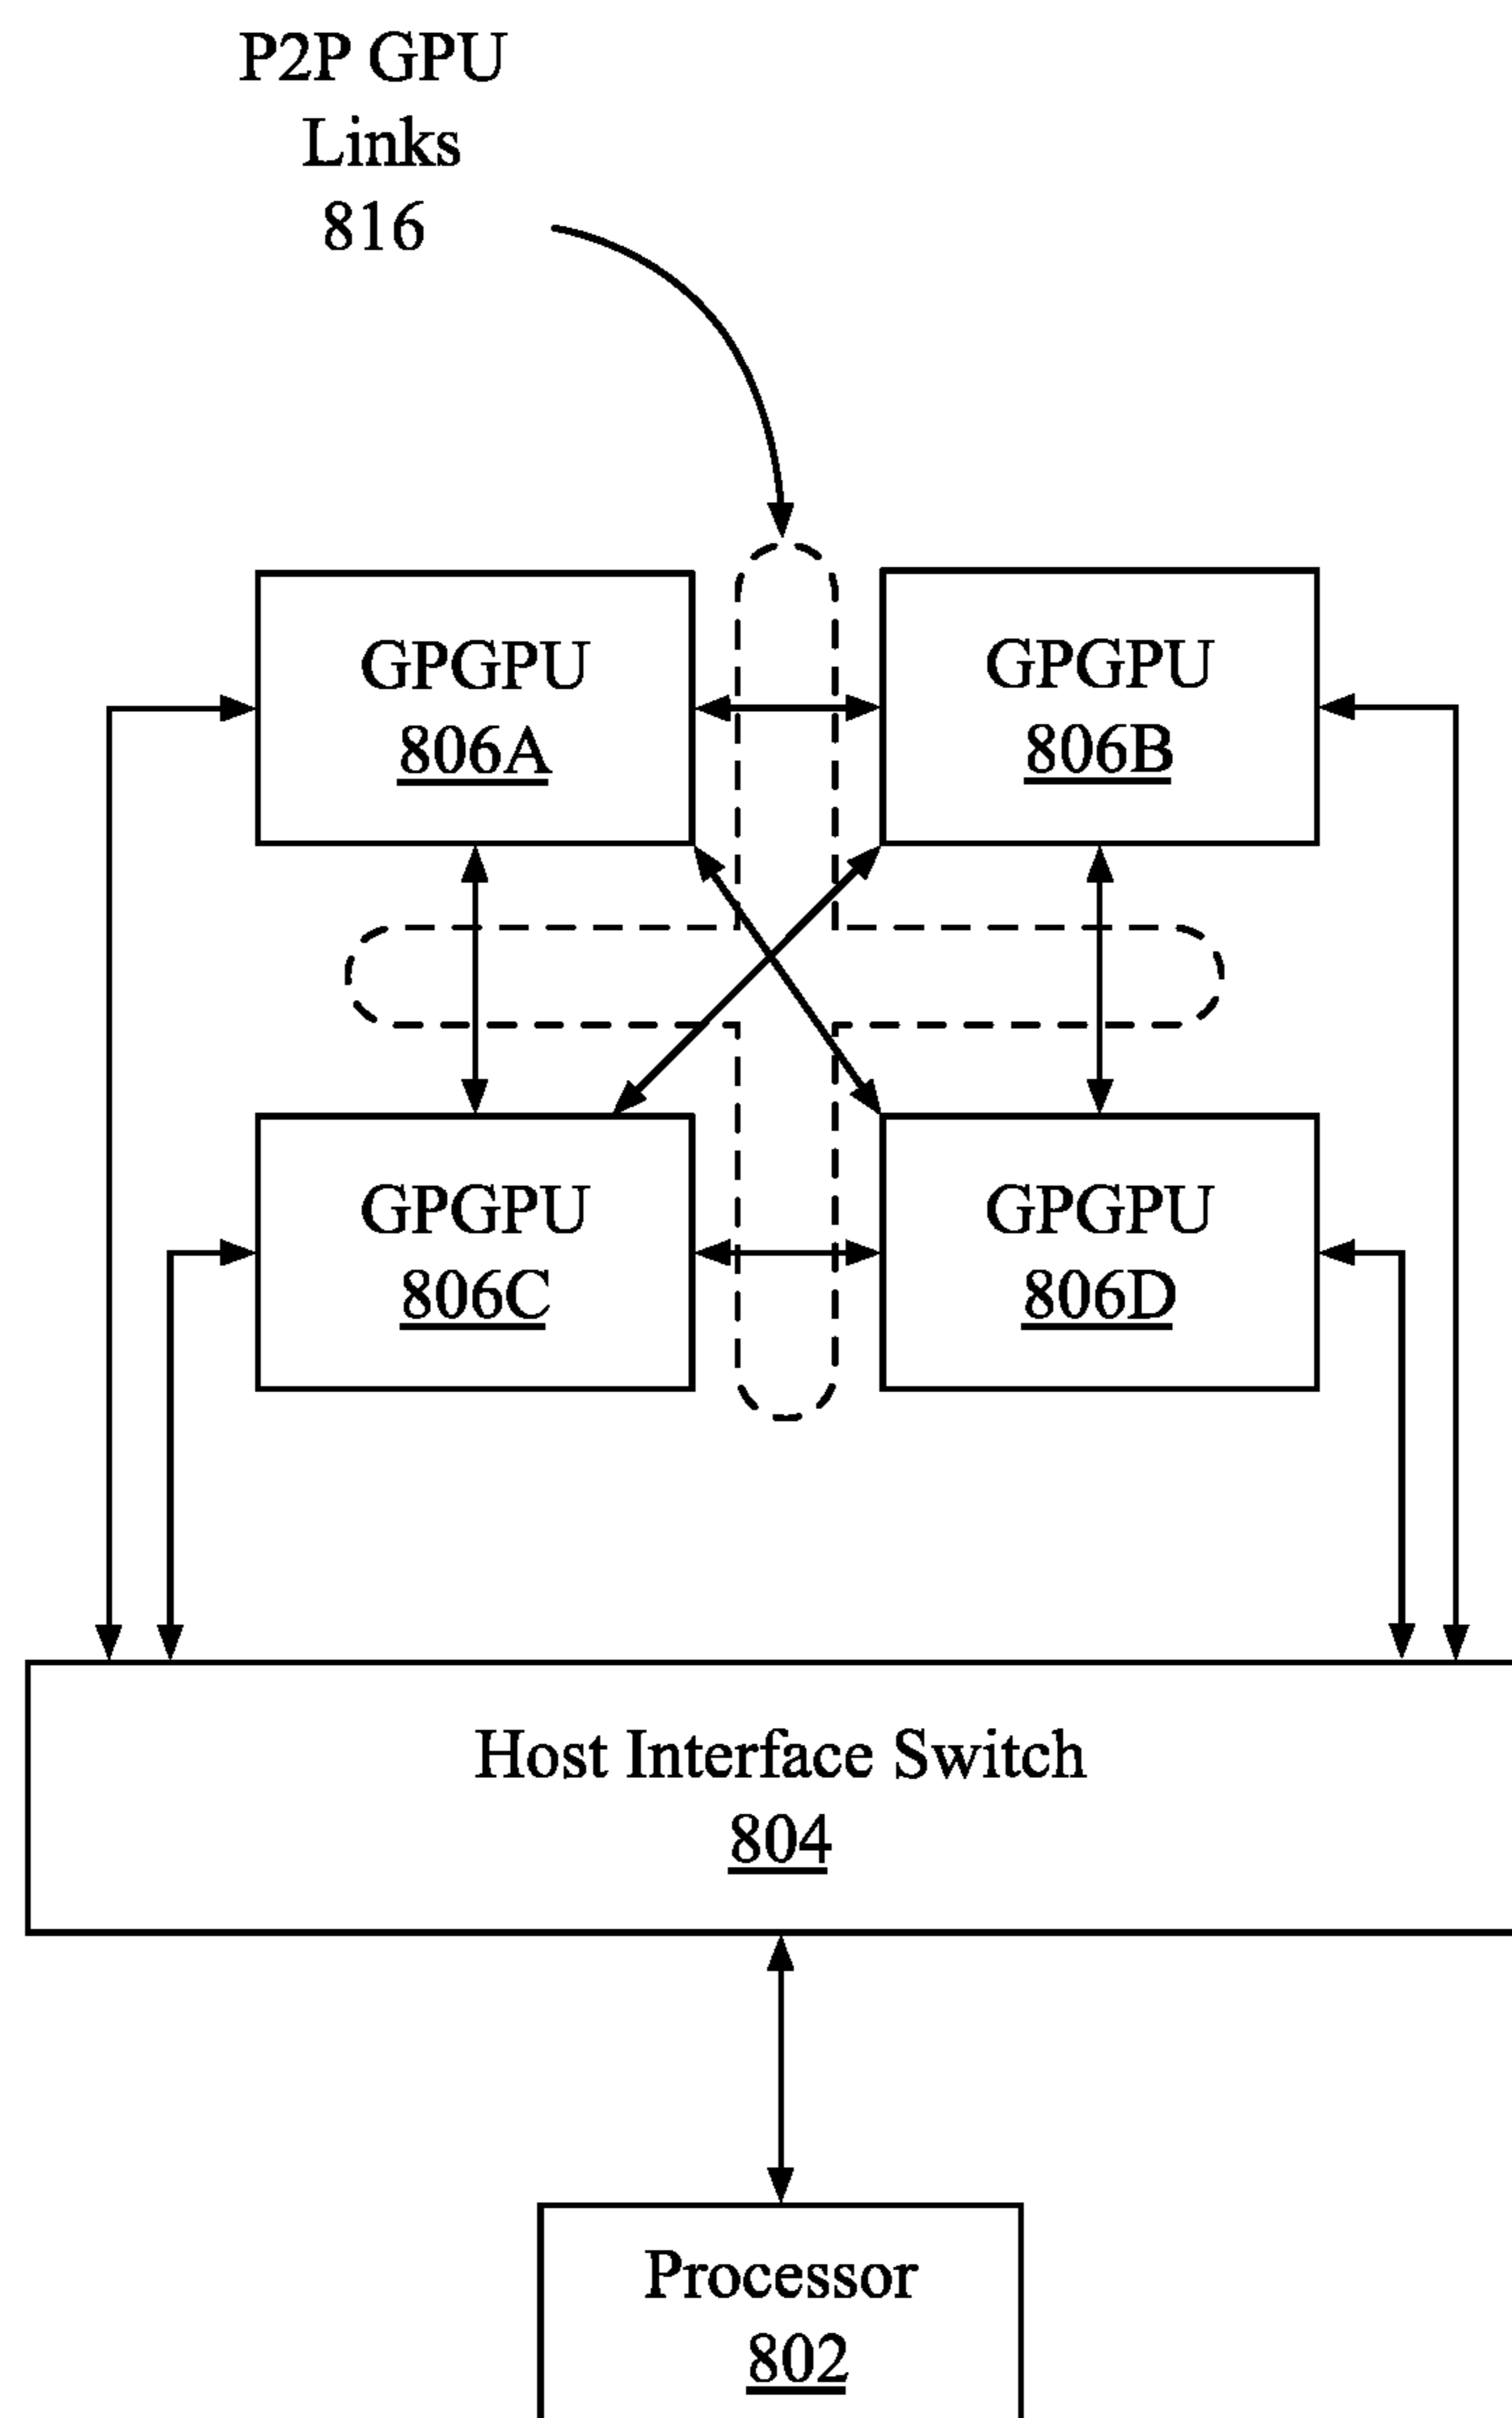 P2P GPU
Links
816
GPGPU
806A
GPGPU
806B
GPGPU
806C
GPGPU
806D
Host Interface Switch
804
Processor
802